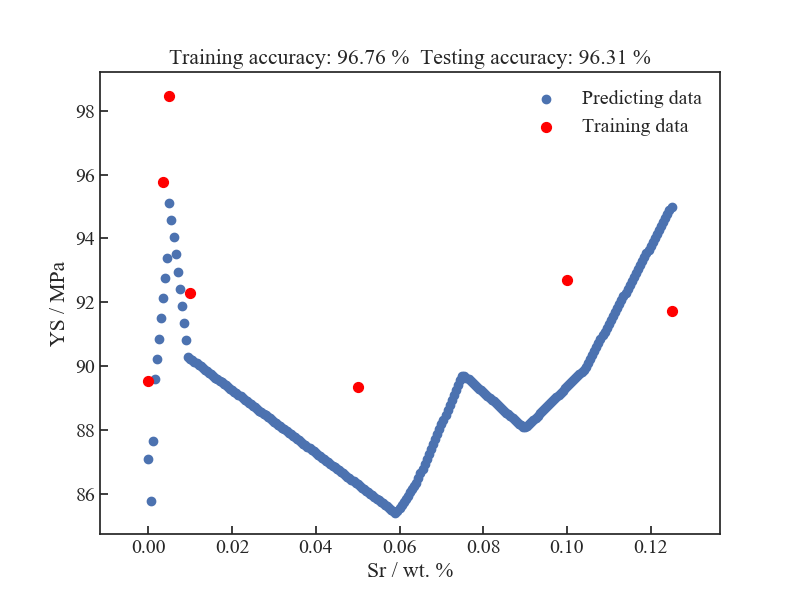 Training accuracy: 96.76 %  Testing accuracy: 96.31 %
Predicting data
Training data
YS / MPa
98
96
94
92
90
88
86
0.00 0.02 0.04 0.06 0.08 0.10 0.12
Sr / wt. %